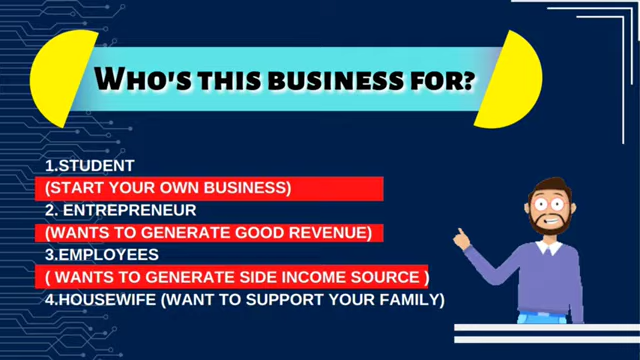 WHO'S THIS BUSINESS FOR?
1.STUDENT
(START YOUR OWN BUSINESS)
2. ENTREPRENEUR
(WANTS TO GENERATE GOOD REVENUE)
3.EMPLOYEES
( WANTS TO GENERATE SIDE INCOME SOURCE )
4.HOUSEWIFE (WANT TO SUPPORT YOUR FAMILY)